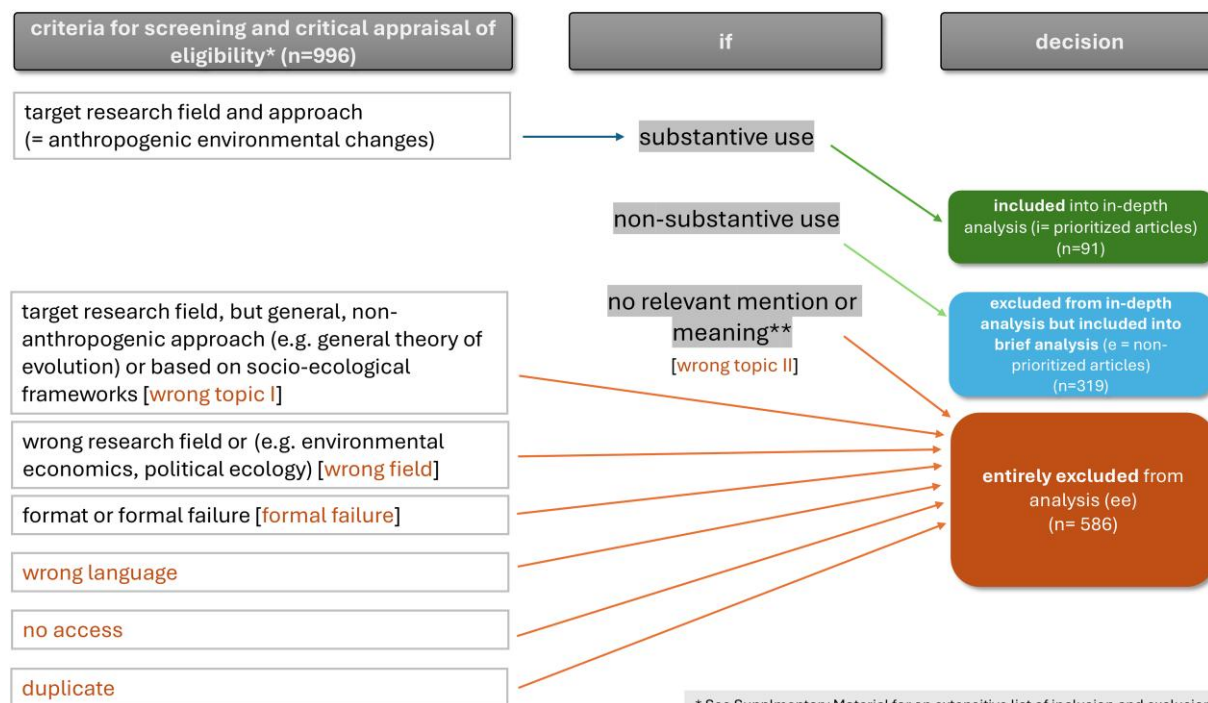 criteria for screening and critical appraisal of
eligibility* (n=996)
if
decision
target research field and approach
(= anthropogenic environmental changes)
substantive use
included into in-depth
analysis (i= prioritized articles)
(n=91)
non-substantive use
excluded from in-depth
analysis but included into
brief analysis (e = non-
prioritized articles)
(n=319)
no relevant mention or
meaning**
[wrong topic II]
target research field, but general, non-
anthropogenic approach (e.g. general theory of
evolution) or based on socio-ecological
frameworks [wrong topic I]
wrong research field or (e.g. environmental
economics, political ecology) [wrong field]
format or formal failure [formal failure]
wrong language
no access
duplicate
entirely excluded from
analysis (ee)
(n= 586)